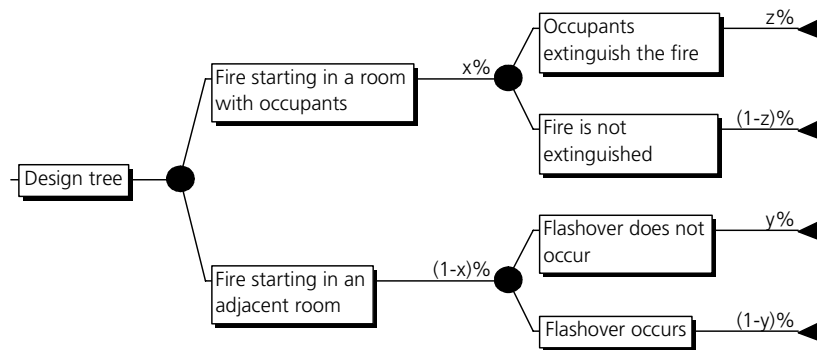 Occupants
extinguish the fire
z%
Fire starting in a room
with occupants
x%
Fire is not
extinguished
(1-z)%
Design tree
Flashover does not
occur
y%
Fire starting in an
adjacent room
(1-x)%
Flashover occurs
(1-y)%